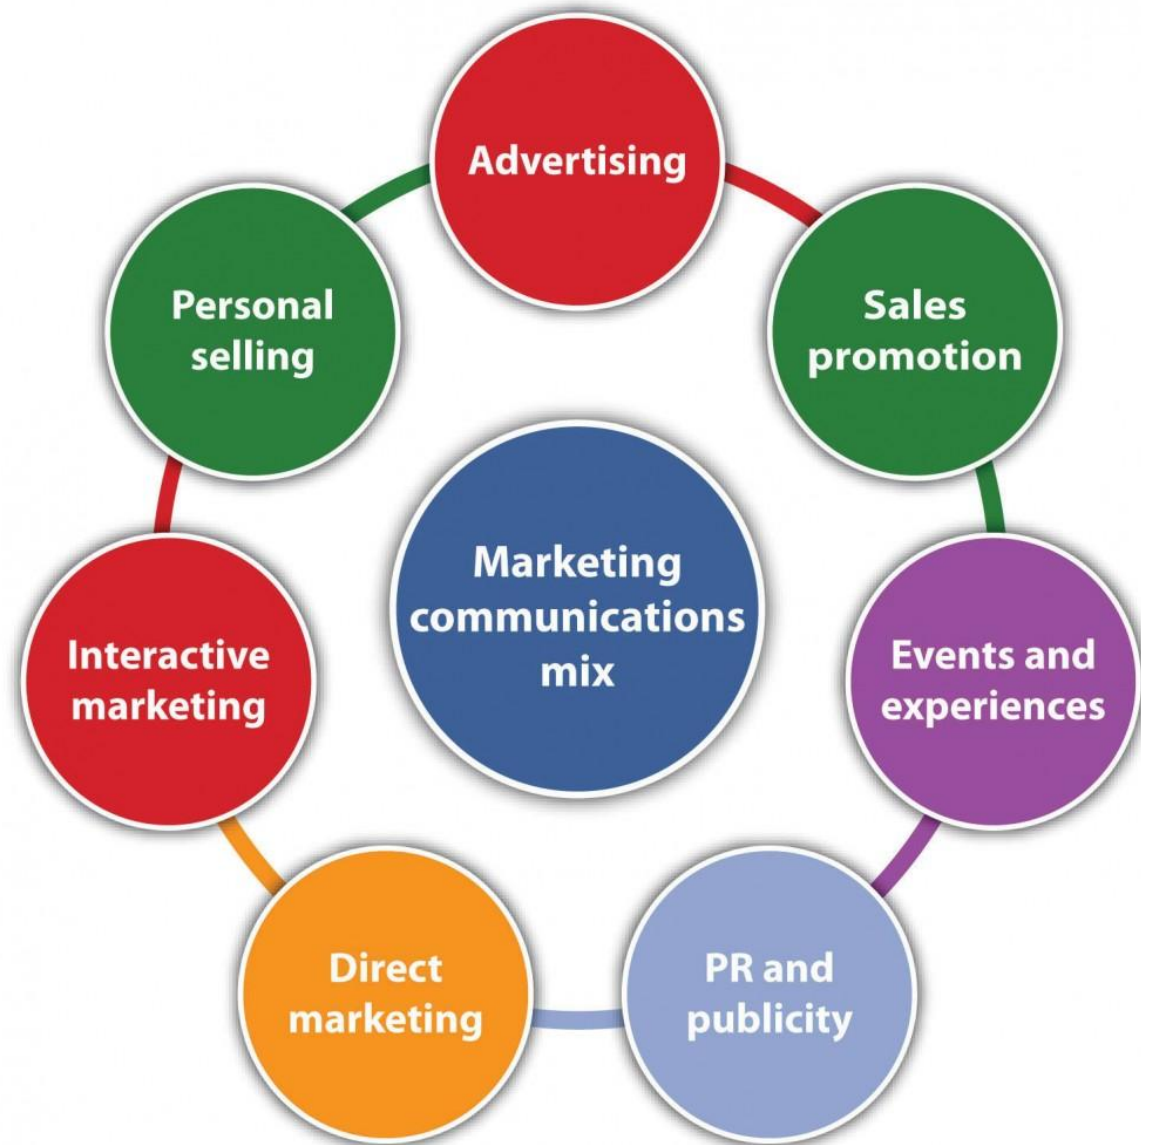 Advertising
Sales
promotion
Events and
experiences
PR and
publicity
Direct
marketing
Interactive
marketing
Personal
selling
Marketing
communications
mix